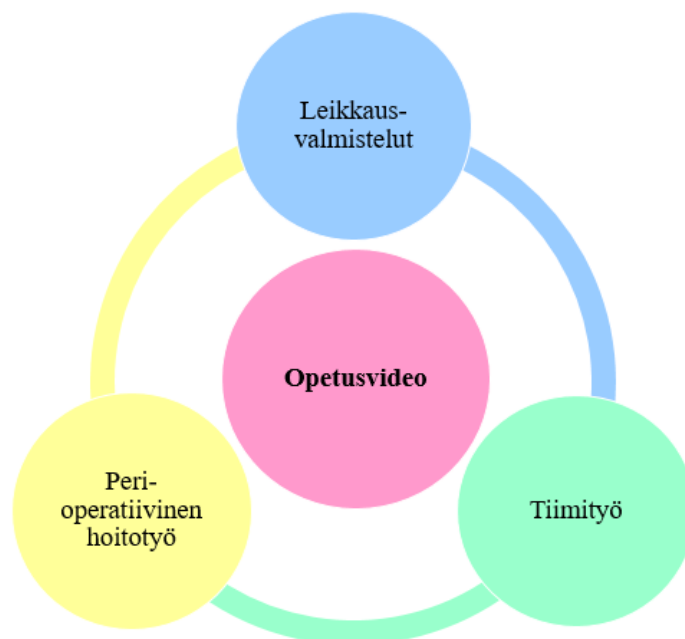 Leikkaus-
valmistelut
Opetusvideo
Peri-
operatiivinen
hoitotyö
Tiimityö